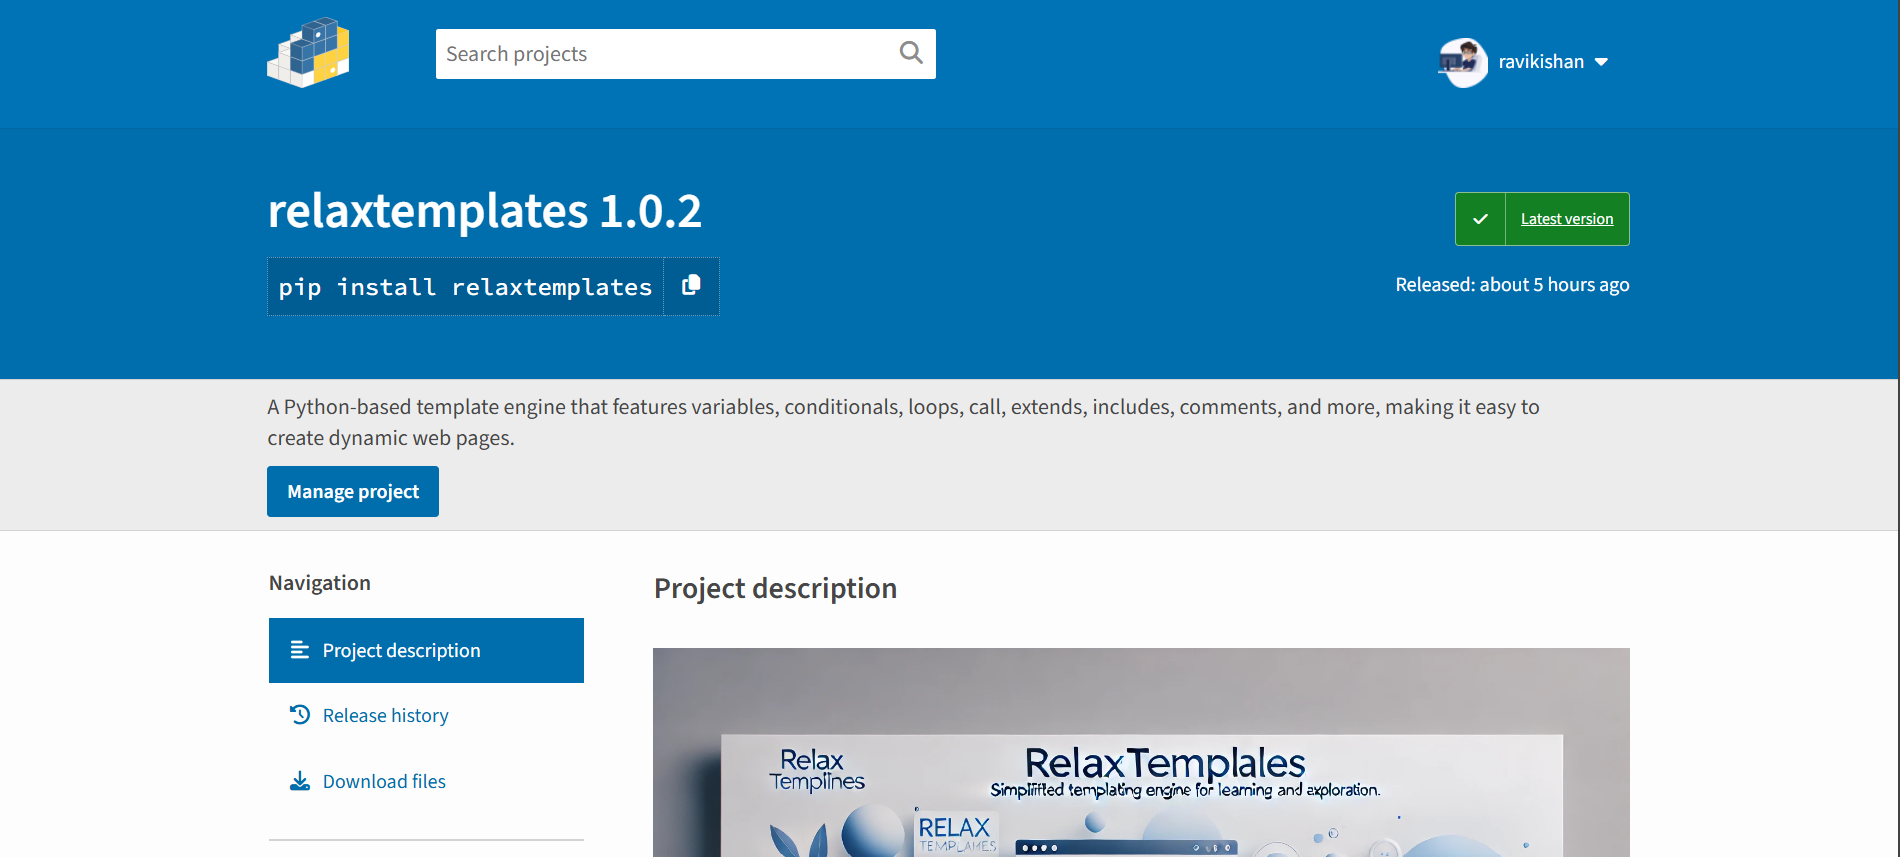 Search projects
ravikishan
relaxtemplates 1.0.2
pip install relaxtemplates
Latest version
Released: about 5 hours ago
A Python-based template engine that features variables, conditionals, loops, call, extends, includes, comments, and more, making it easy to
create dynamic web pages.
Manage project
Navigation
Project description
Release history
Download files
Project description
Relax
Templines
RelaxTemplales
Simplifited templating engine for learning and axploration.
RELAX
TEMPLAMES